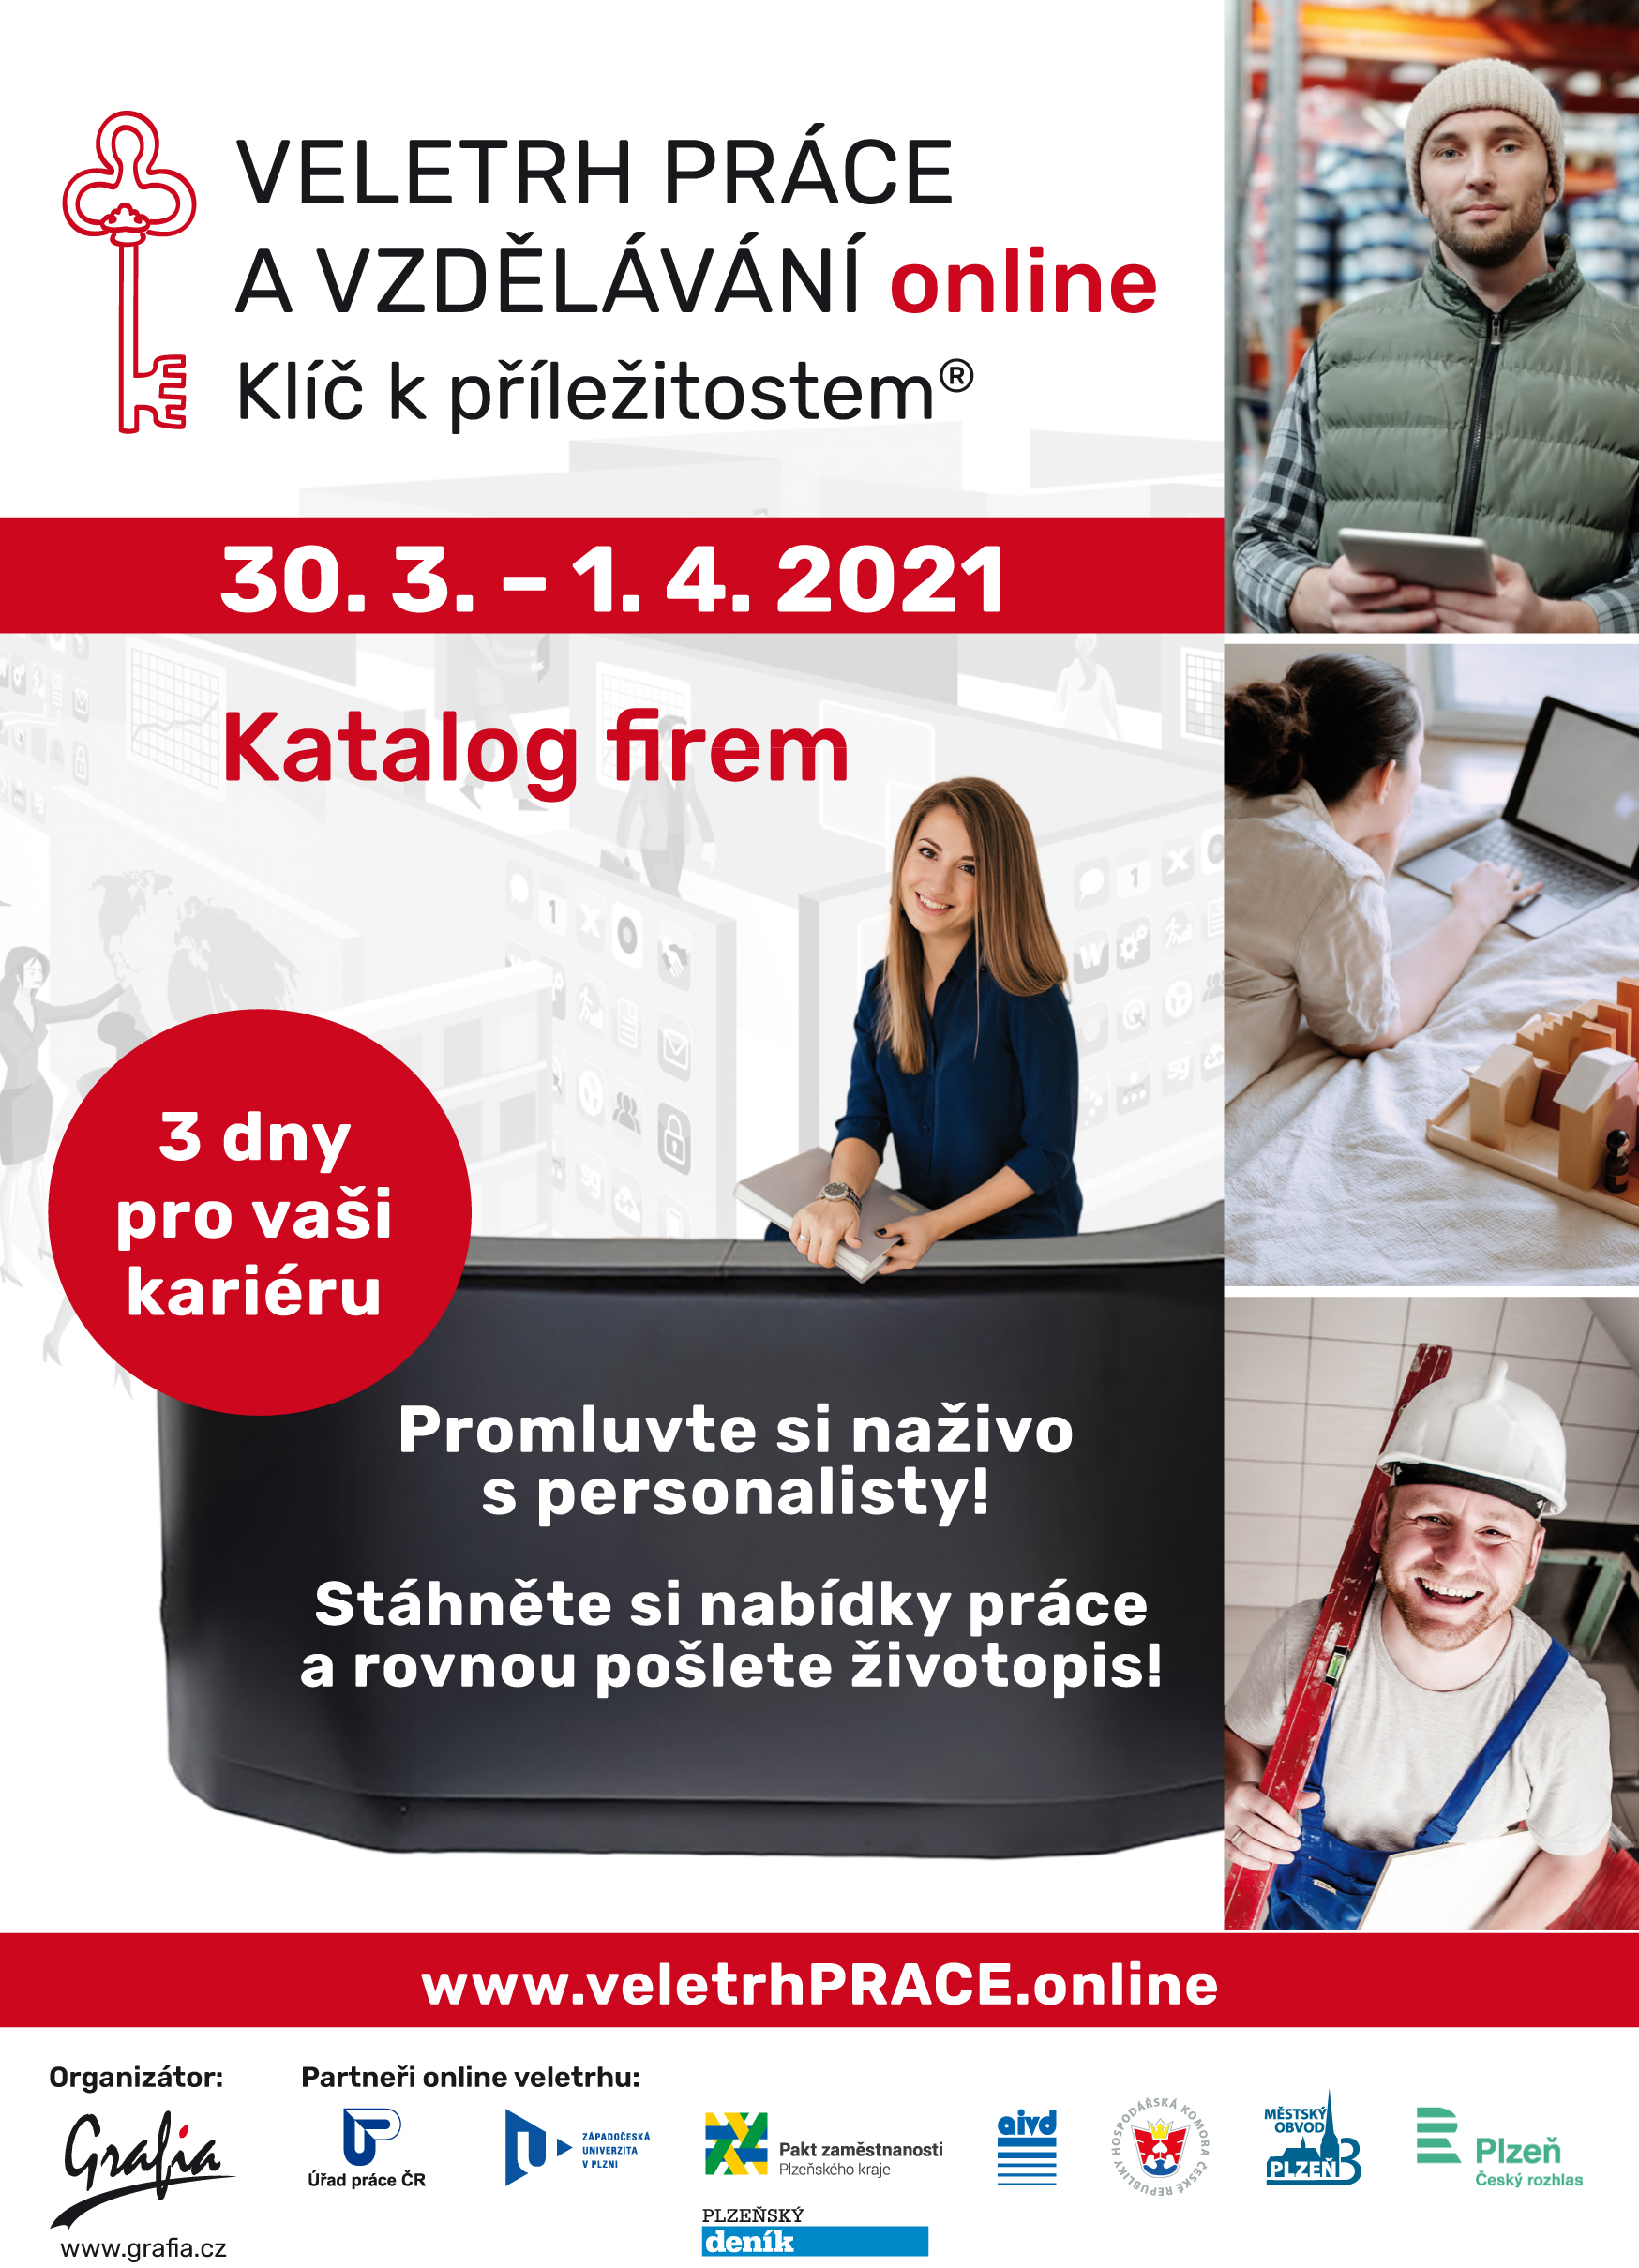 VELETRH PRÁCE
A VZDĚLÁVÁNÍ online
Klíč k příležitostem®
30. 3. – 1. 4. 2021
Katalog firem
3 dny
pro vaši
kariéru
Promluvte si naživo
s personalisty!
Stáhněte si nabídky práce
a rovnou pošlete životopis!
www.veletrhPRACE.online
Organizátor:
Grafia
www.grafia.cz
Partneři online veletrhu:
Úřad práce ČR
ZÁPADOČESKÁ
UNIVERZITA
V PLZNI
Pakt zaměstnanosti
Plzeňského kraje
aivd
HOSPODÁŘSKÁ KOMORA ČESKÉ REPUBLIKY
MĚSTSKÝ
OBVOD
PLZEŇ 3
Plzeň
Český rozhlas
PLZEŇSKÝ
deník